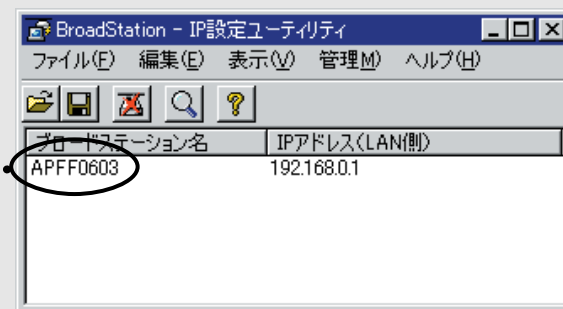 BroadStation - IP設定ユーティリティ
ファイル(F) 編集(E) 表示(V) 管理M) ヘルプ(H)
ブロードステーション名 IPアドレス(LAN側)
APFF0603 192.168.0.1